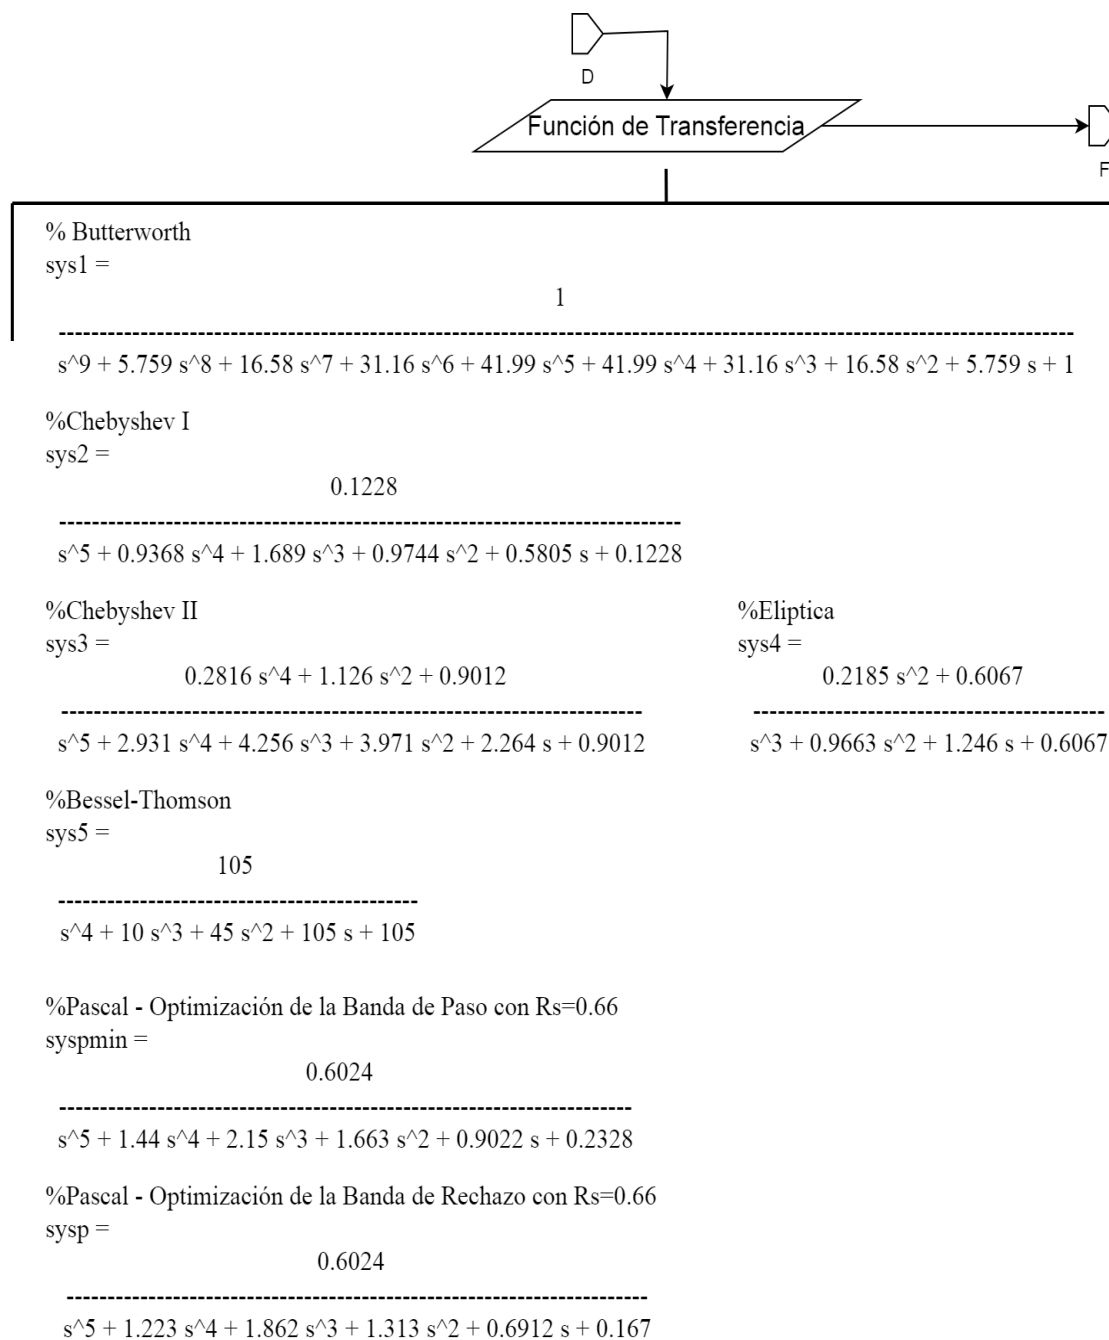 D
Función de Transferencia
F
% Butterworth
sys1 =
1
------------------------------------------------------------
s^9 + 5.759 s^8 + 16.58 s^7 + 31.16 s^6 + 41.99 s^5 + 41.99 s^4 + 31.16 s^3 + 16.58 s^2 + 5.759 s + 1
%Chebyshev I
sys2 =
0.1228
------------------------------------------------------------
s^5 + 0.9368 s^4 + 1.689 s^3 + 0.9744 s^2 + 0.5805 s + 0.1228
%Chebyshev II
sys3 =
0.2816 s^4 + 1.126 s^2 + 0.9012
------------------------------------------------------------
s^5 + 2.931 s^4 + 4.256 s^3 + 3.971 s^2 + 2.264 s + 0.9012
%Eliptica
sys4 =
0.2185 s^2 + 0.6067
-------------------------------------------
s^3 + 0.9663 s^2 + 1.246 s + 0.6067
%Bessel-Thomson
sys5 =
105
--------------------------------------------
s^4 + 10 s^3 + 45 s^2 + 105 s + 105
%Pascal - Optimización de la Banda de Paso con Rs=0.66
syspmin =
0.6024
------------------------------------------------------------
s^5 + 1.44 s^4 + 2.15 s^3 + 1.663 s^2 + 0.9022 s + 0.2328
%Pascal - Optimización de la Banda de Rechazo con Rs=0.66
sysp =
0.6024
------------------------------------------------------------
s^5 + 1.223 s^4 + 1.862 s^3 + 1.313 s^2 + 0.6912 s + 0.167